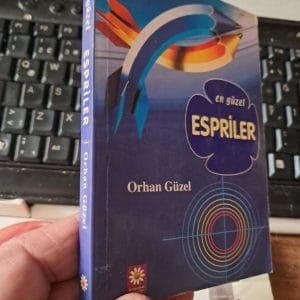 en güzel
ESPRİLER
Orhan Güzel
ESPRİLER / Orhan Güzel